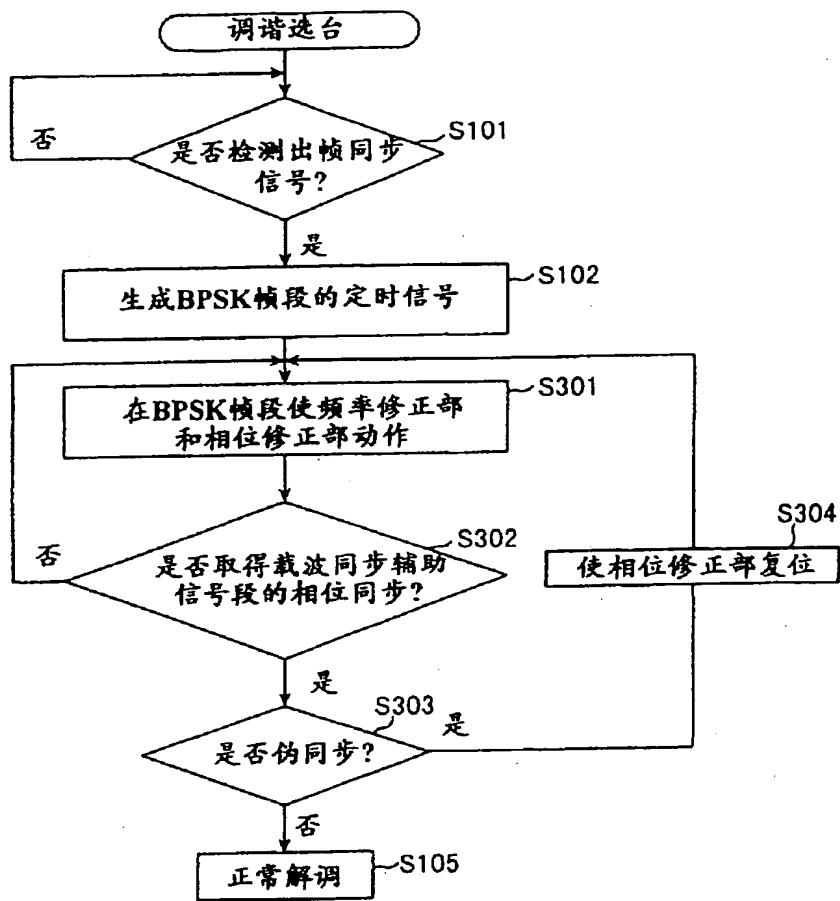 调谐选台
否
是否检测出帧同步
信号?
S101
是
生成BPSK帧段的定时信号
S102
在BPSK帧段使频率修正部
和相位修正部动作
S301
否
是否取得载波同步辅助
信号段的相位同步?
S302
S304
使相位修正部复位
是
是否伪同步?
S303
是
否
正常解调
S105